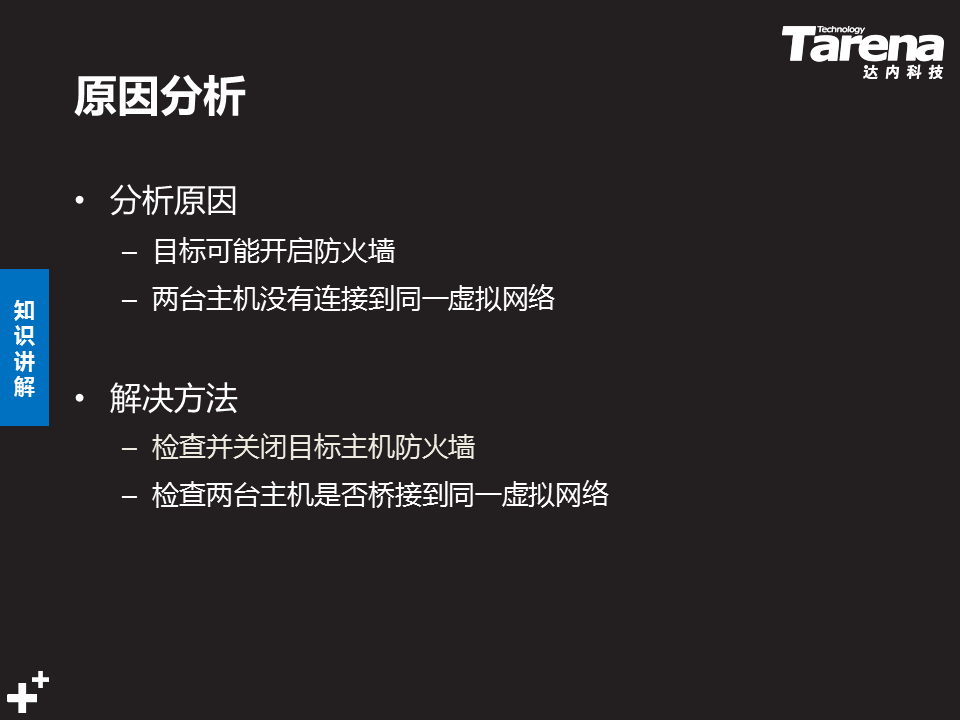 Technology
Tarena
达内科技
原因分析
• 分析原因
– 目标可能开启防火墙
– 两台主机没有连接到同一虚拟网络
知识讲解
• 解决方法
– 检查并关闭目标主机防火墙
– 检查两台主机是否桥接到同一虚拟网络